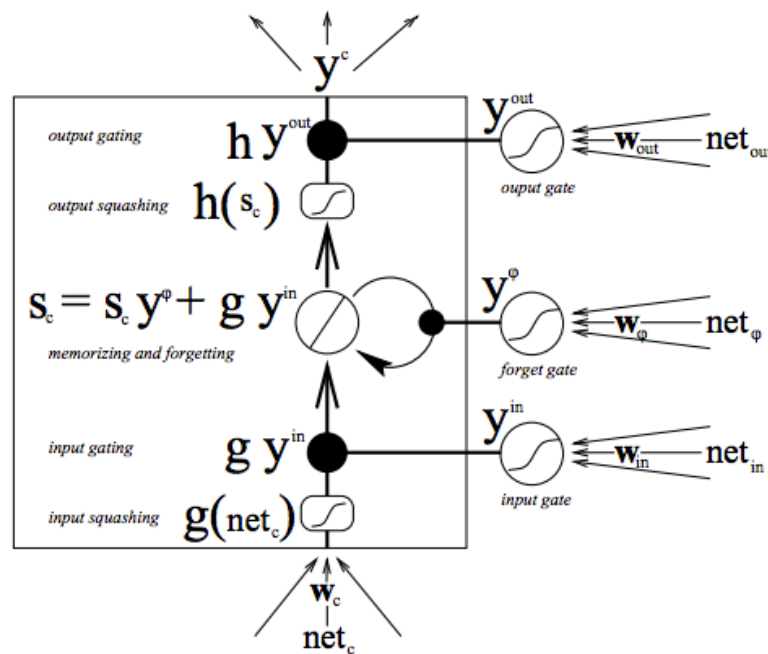 y^c
y^out
output gating
h y^out
w_out
net_out
ouput gate
output squashing
h(s_c)
y^φ
s_c = s_c y^φ + g y^in
w_φ
net_φ
memorizing and forgetting
forget gate
y^in
input gating
g y^in
w_in
net_in
input gate
input squashing
g(net_c)
w_c
net_c